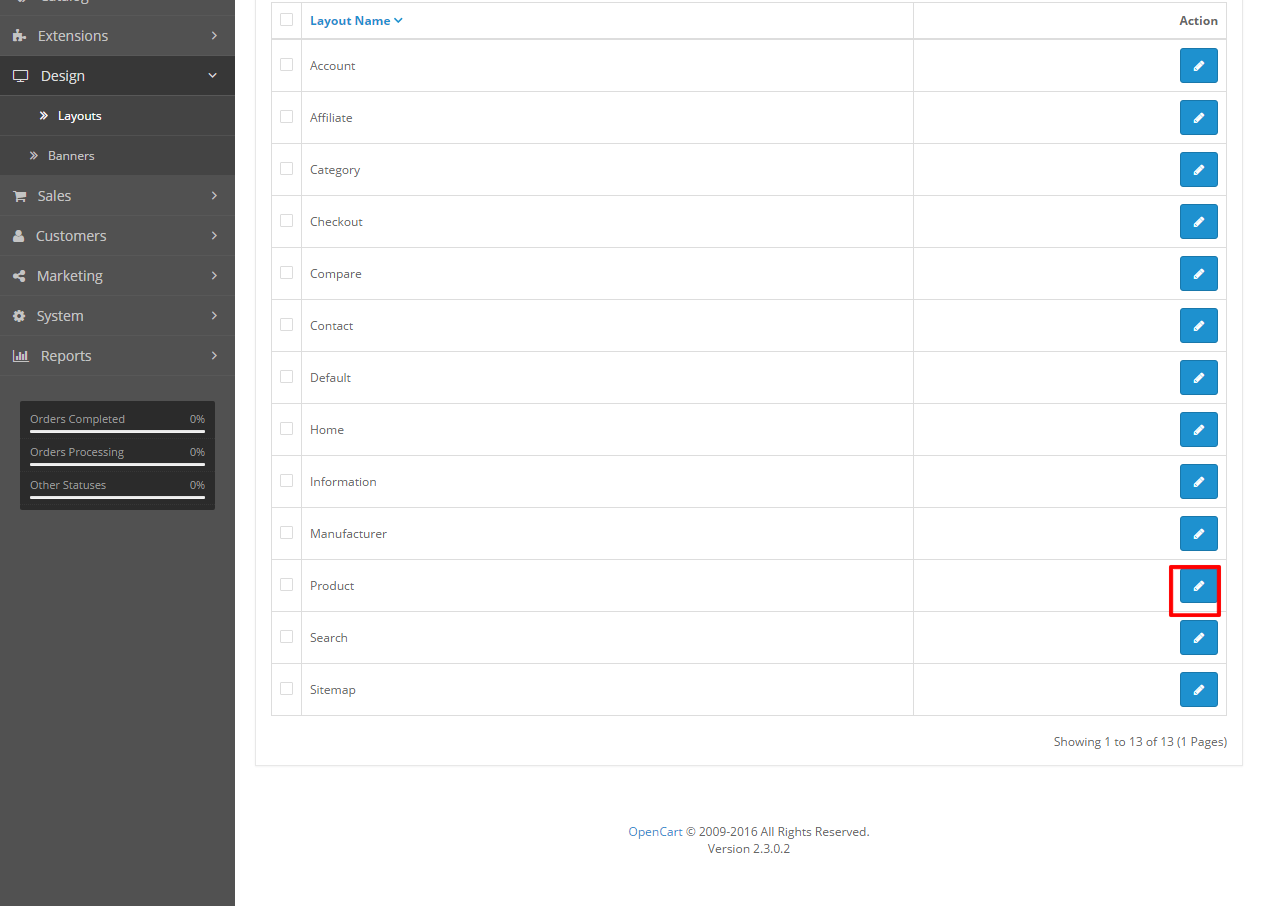 Catalog
Extensions
Design
Layouts
Banners
Sales
Customers
Marketing
System
Reports
Orders Completed 0%
Orders Processing 0%
Other Statuses 0%
Layout Name Action
Account
Affiliate
Category
Checkout
Compare
Contact
Default
Home
Information
Manufacturer
Product
Search
Sitemap
Showing 1 to 13 of 13 (1 Pages)
OpenCart © 2009-2016 All Rights Reserved.
Version 2.3.0.2